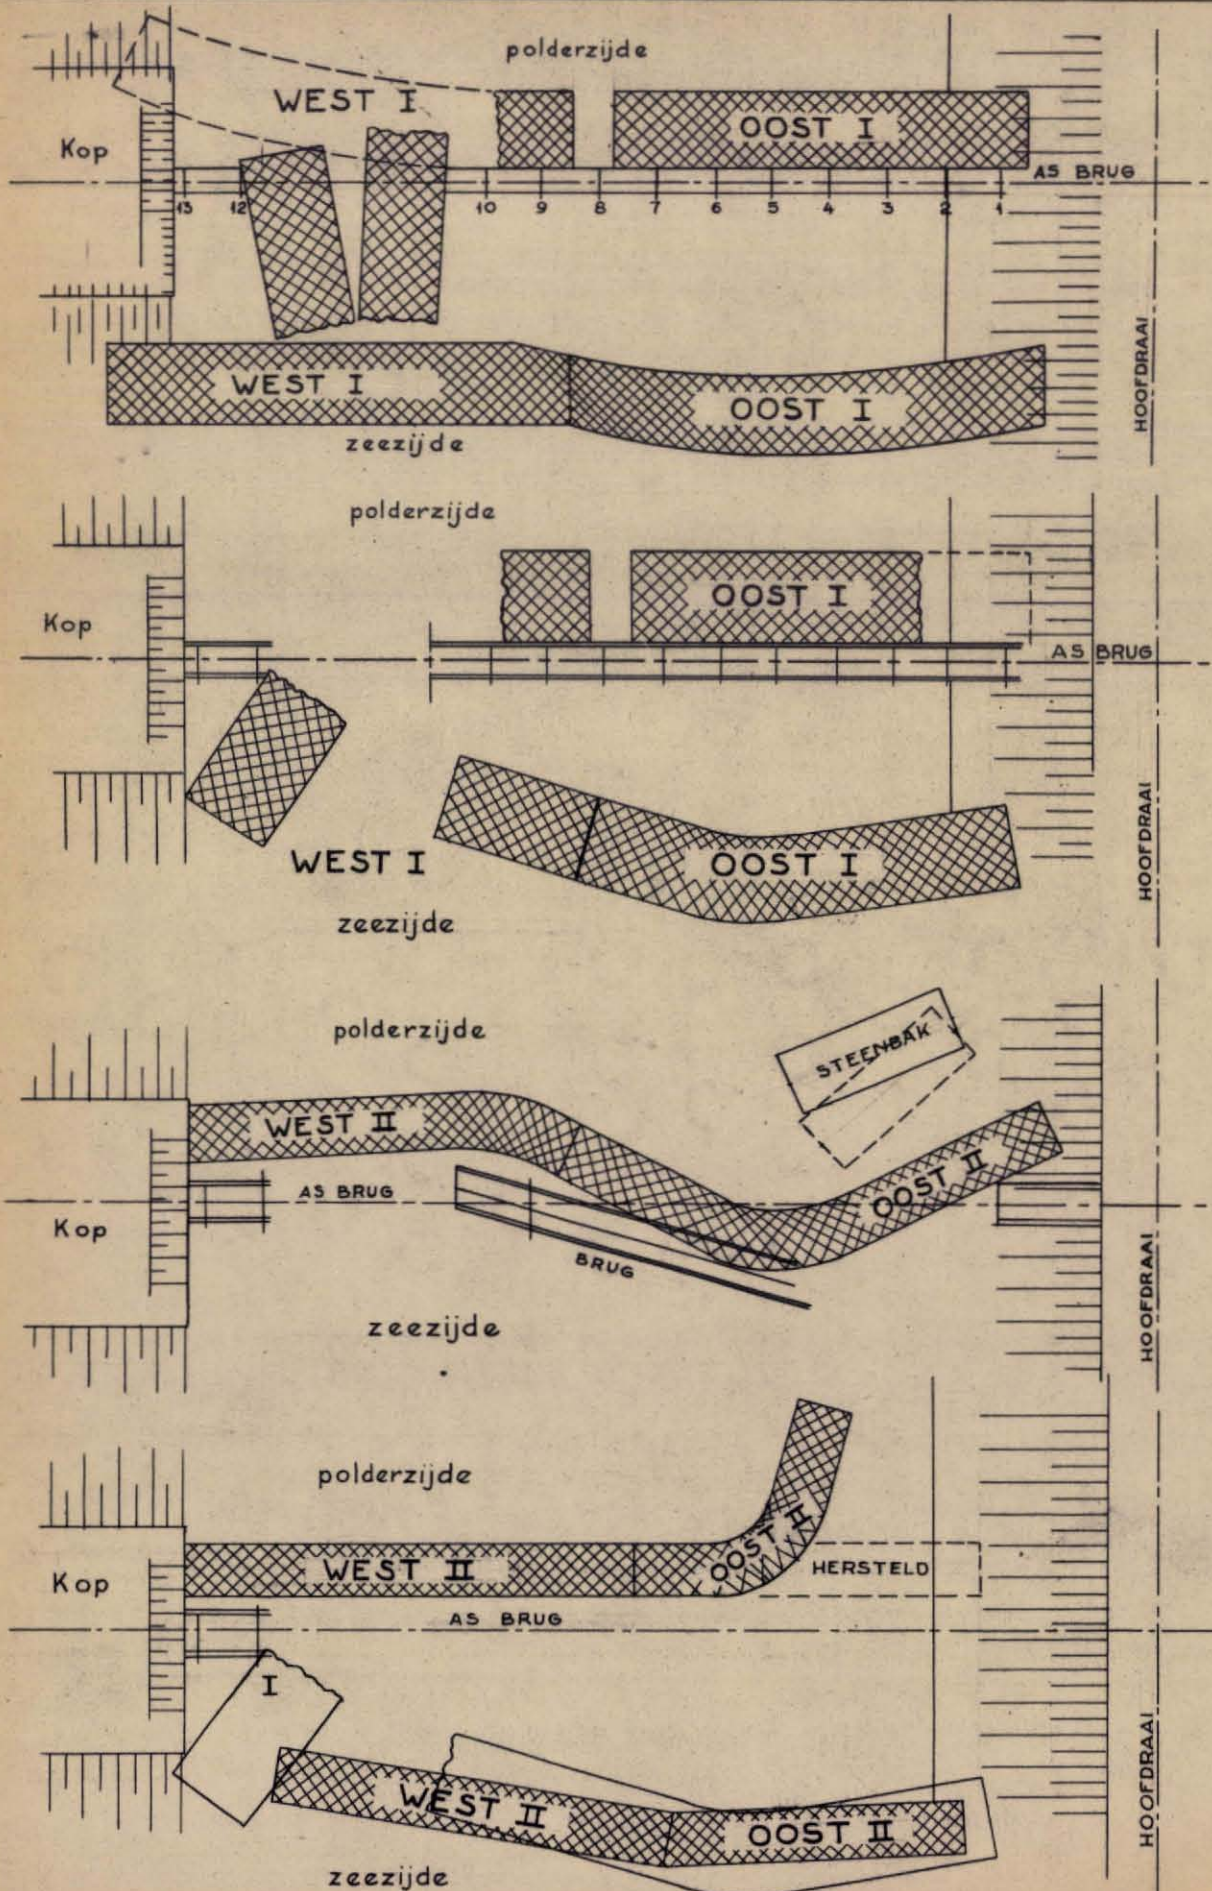 polderzijde
WEST I
OOST I
Kop
AS BRUG
13 12 10 9 8 7 6 5 4 3 2 1
HOOFDRAAI
WEST I
OOST I
zeezijde
polderzijde
OOST I
Kop
AS BRUG
HOOFDRAAI
WEST I
OOST I
zeezijde
polderzijde
STEENBAK
WEST II
OOST II
AS BRUG
Kop
BRUG
HOOFDRAAI
zeezijde
polderzijde
OOST II
WEST II
HERSTELD
Kop
AS BRUG
I
HOOFDRAAI
WEST II
OOST II
zeezijde